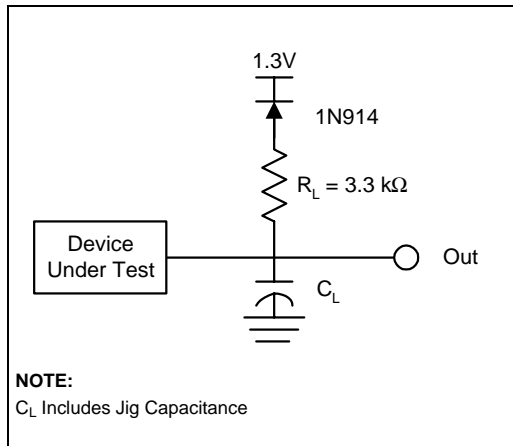 1.3V
1N914
R_L = 3.3 kΩ
Device
Under Test
Out
C_L
NOTE:
C_L Includes Jig Capacitance